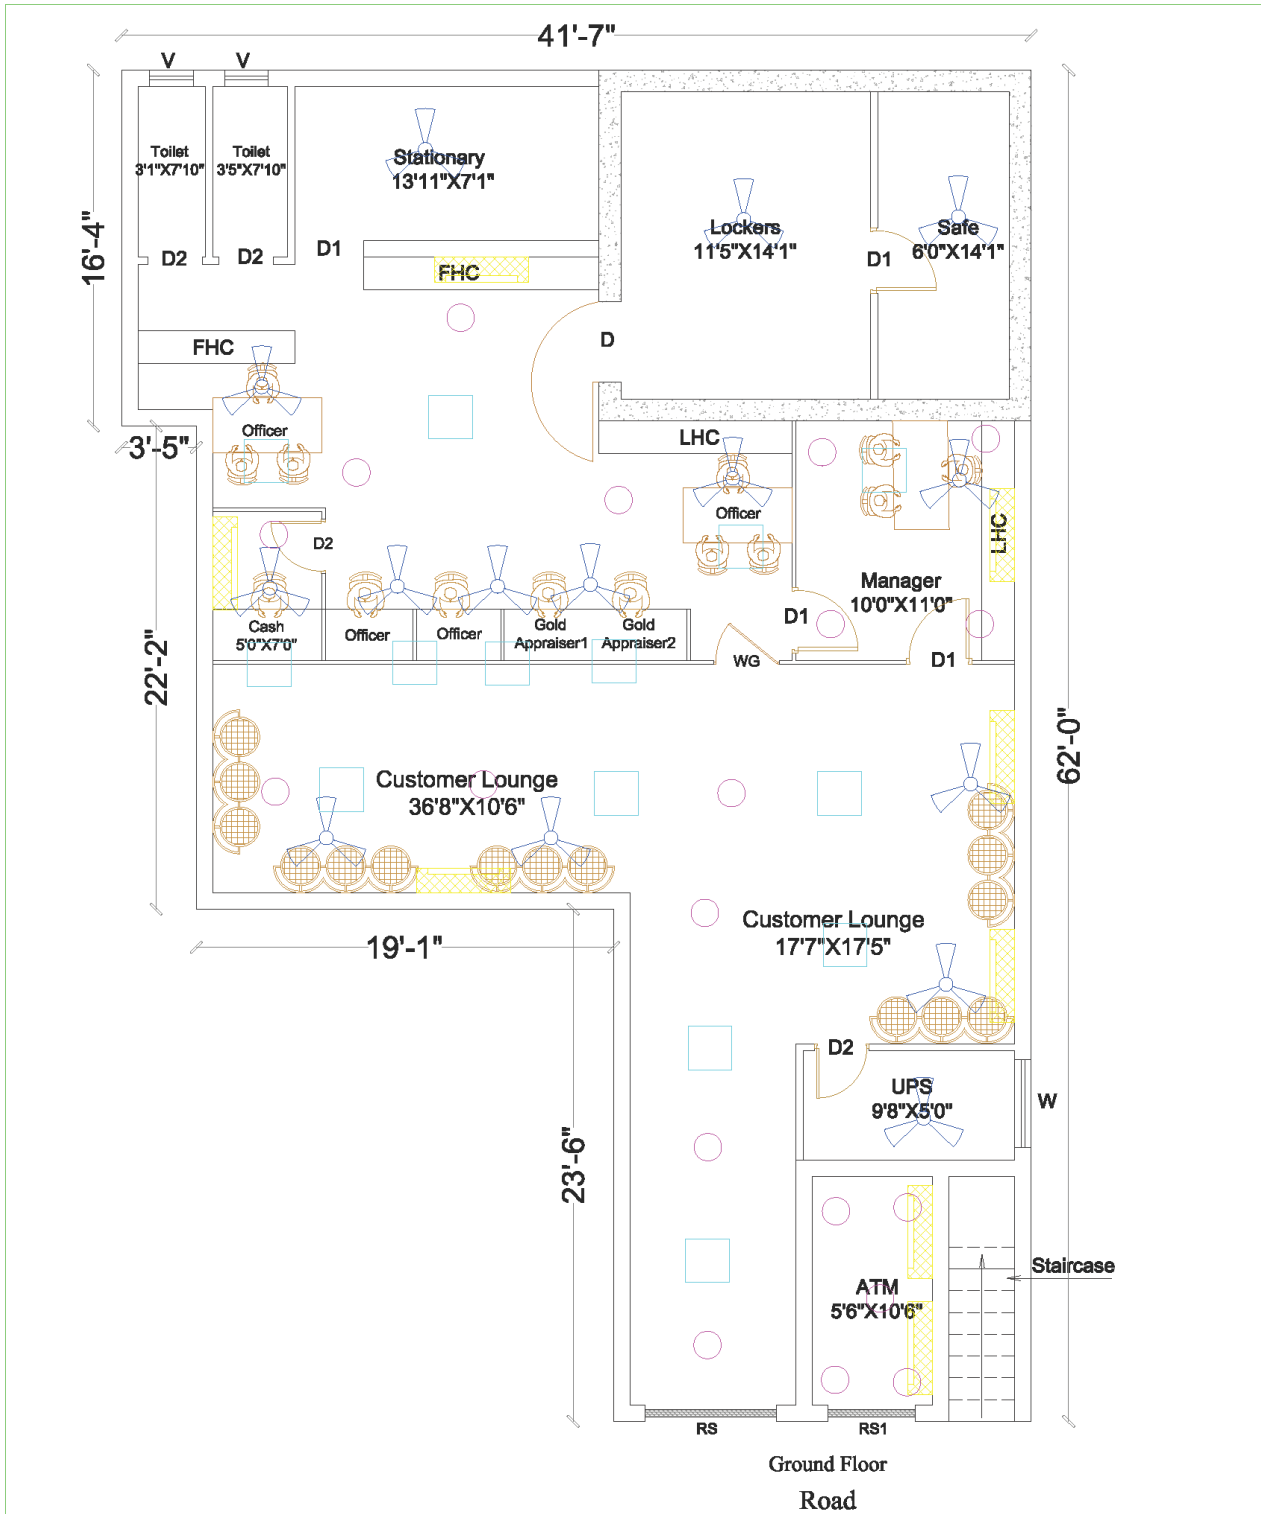 41'-7"
V
V
Toilet
3'1"X7'10"
Toilet
3'5"X7'10"
Stationary
13'11"X7'1"
Lockers
11'5"X14'1"
Safe
6'0"X14'1"
16'-4"
D2
D2
D1
D1
FHC
D
FHC
3'-5"
Officer
LHC
Officer
LHC
D2
Manager
10'0"X11'0"
Cash
5'0"X7'0"
Officer
Officer
Gold
Appraiser1
Gold
Appraiser2
D1
WG
D1
22'-2"
62'-0"
Customer Lounge
36'8"X10'6"
Customer Lounge
17'7"X17'5"
19'-1"
D2
UPS
9'8"X5'0"
W
23'-6"
Staircase
ATM
5'6"X10'6"
RS
RS1
Ground Floor
Road